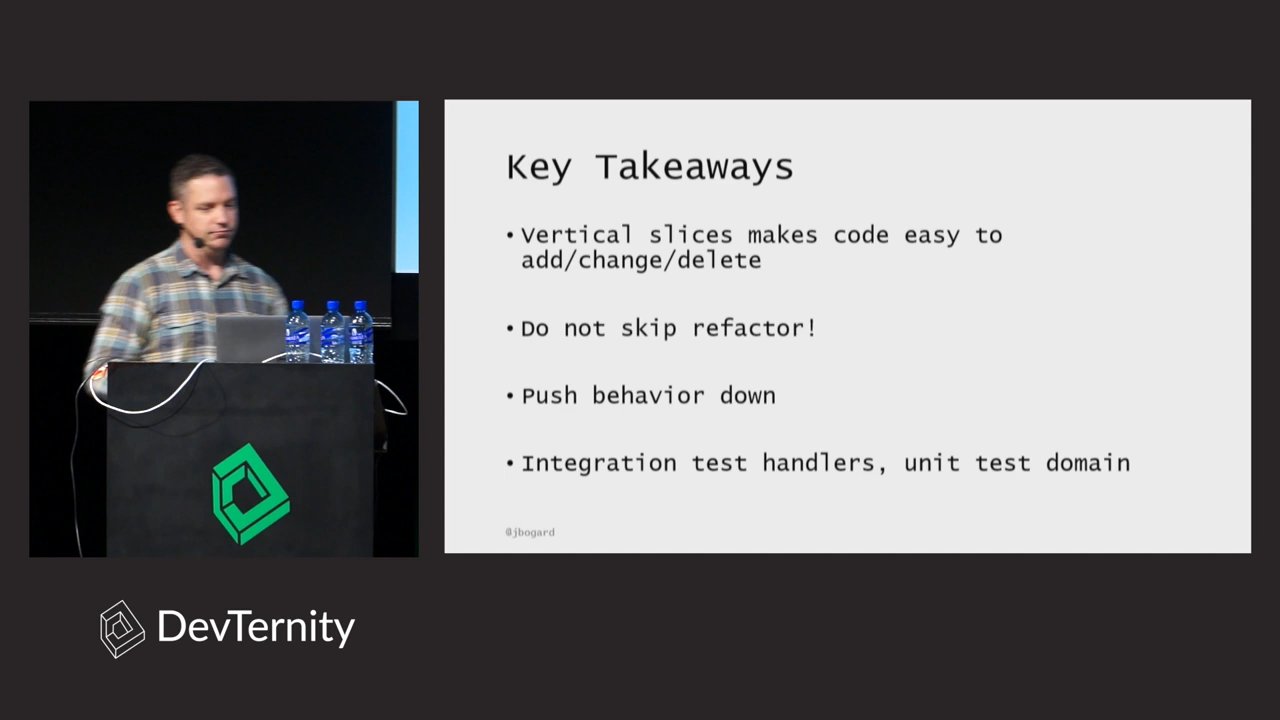 Key Takeaways
• Vertical slices makes code easy to
add/change/delete
• Do not skip refactor!
• Push behavior down
• Integration test handlers, unit test domain
@jbogard
DevTernity